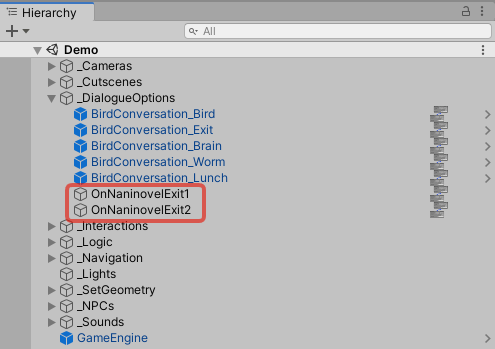 Hierarchy
All
Demo
_Cameras
_Cutscenes
_DialogueOptions
BirdConversation_Bird
BirdConversation_Exit
BirdConversation_Brain
BirdConversation_Worm
BirdConversation_Lunch
OnNaninovelExit1
OnNaninovelExit2
_Interactions
_Logic
_Navigation
_Lights
_SetGeometry
_NPCs
_Sounds
GameEngine